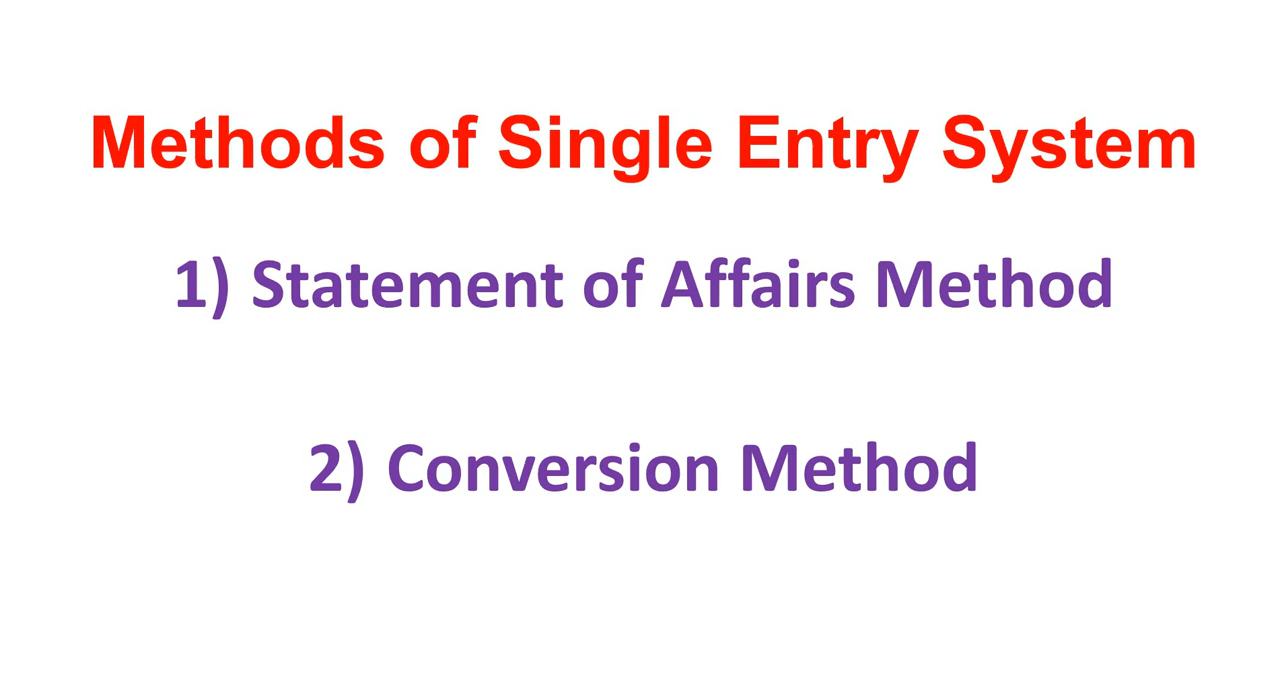 Methods of Single Entry System
1) Statement of Affairs Method
2) Conversion Method